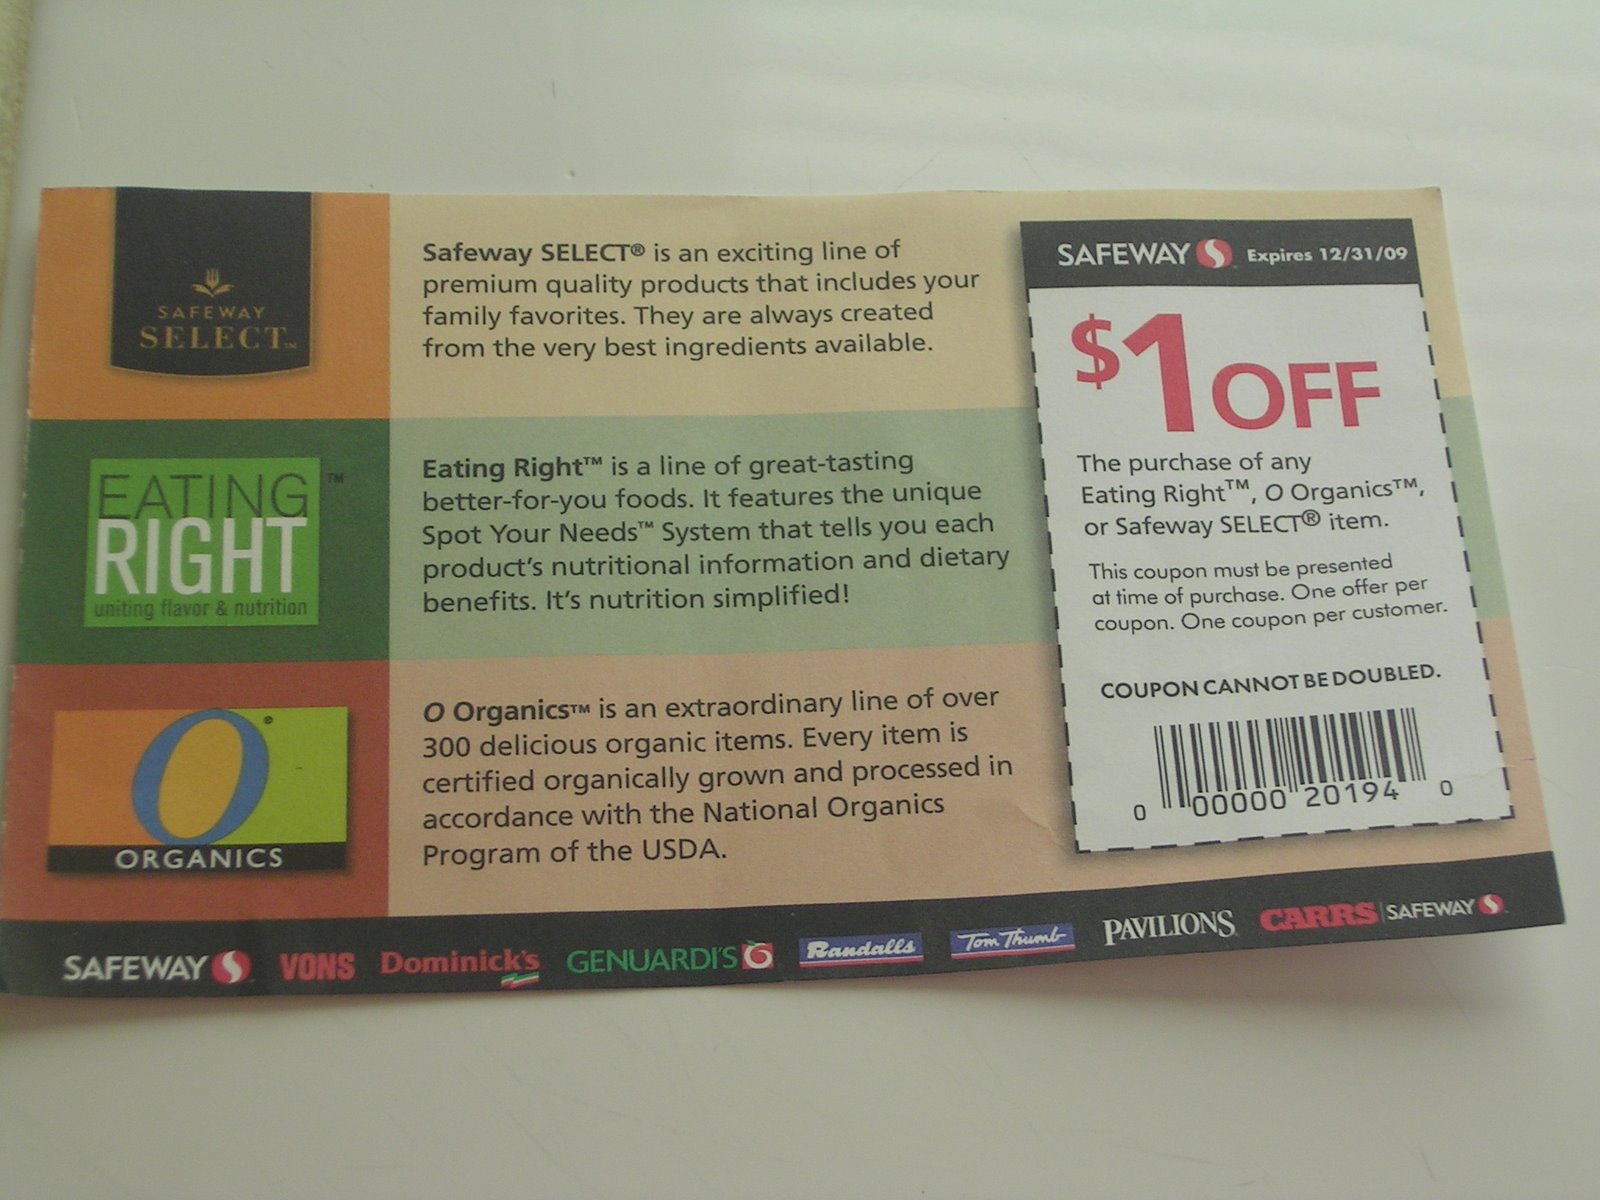 SAFEWAY
SELECT™
Safeway SELECT® is an exciting line of
premium quality products that includes your
family favorites. They are always created
from the very best ingredients available.
EATING ™
RIGHT
uniting flavor & nutrition
Eating Right™ is a line of great-tasting
better-for-you foods. It features the unique
Spot Your Needs™ System that tells you each
product's nutritional information and dietary
benefits. It's nutrition simplified!
O ®
ORGANICS
O Organics™ is an extraordinary line of over
300 delicious organic items. Every item is
certified organically grown and processed in
accordance with the National Organics
Program of the USDA.
SAFEWAY Expires 12/31/09
$1 OFF
The purchase of any
Eating Right™, O Organics™,
or Safeway SELECT® item.
This coupon must be presented
at time of purchase. One offer per
coupon. One coupon per customer.
COUPON CANNOT BE DOUBLED.
0 00000 20194 0
SAFEWAY VONS Dominick's GENUARDI'S Randalls Tom Thumb PAVILIONS CARRS | SAFEWAY